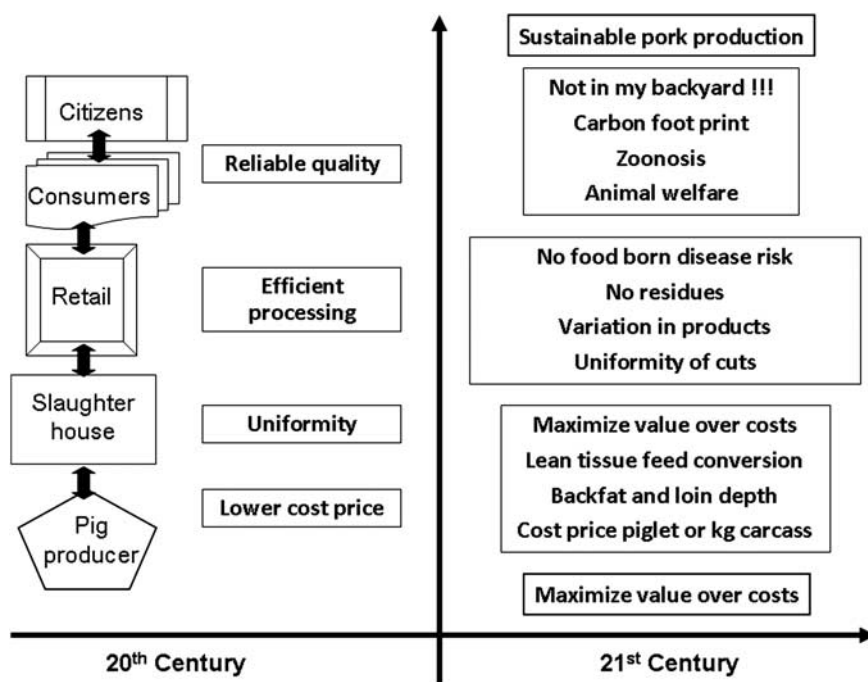 Citizens
Consumers
Retail
Slaughter
house
Pig
producer
Reliable quality
Efficient
processing
Uniformity
Lower cost price
20th Century
Sustainable pork production
Not in my backyard !!!
Carbon foot print
Zoonosis
Animal welfare
No food born disease risk
No residues
Variation in products
Uniformity of cuts
Maximize value over costs
Lean tissue feed conversion
Backfat and loin depth
Cost price piglet or kg carcass
Maximize value over costs
21st Century